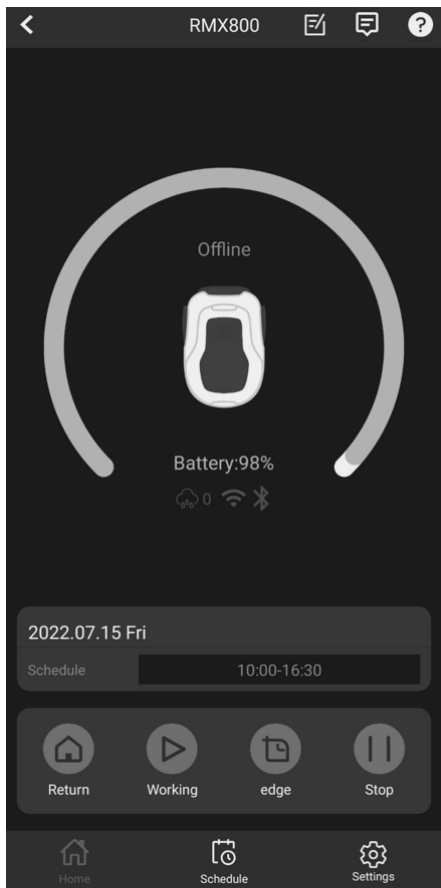 RMX800
?
Offline
Battery:98%
0
2022.07.15 Fri
Schedule 10:00-16:30
Return Working edge Stop
Home Schedule Settings